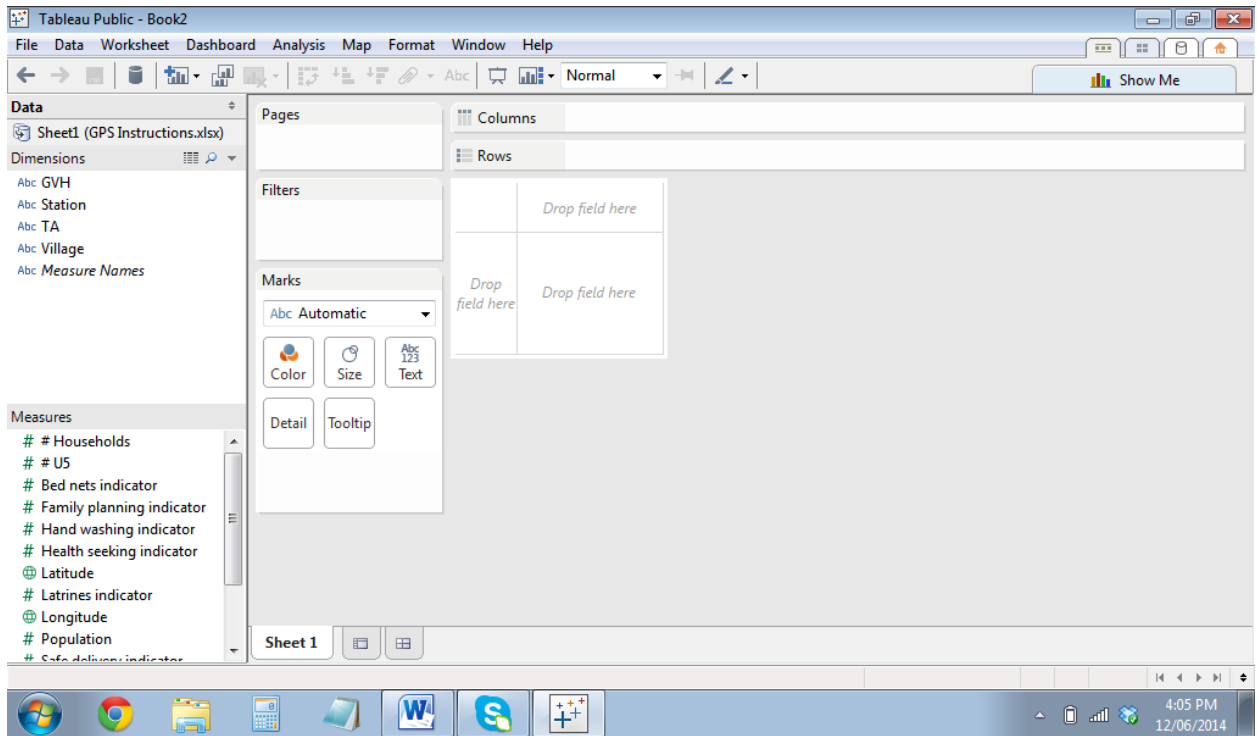 Tableau Public - Book2
File Data Worksheet Dashboard Analysis Map Format Window Help
Abc Normal
Show Me
Data
Sheet1 (GPS Instructions.xlsx)
Dimensions
Abc GVH
Abc Station
Abc TA
Abc Village
Abc Measure Names
Measures
# # Households
# # U5
# Bed nets indicator
# Family planning indicator
# Hand washing indicator
# Health seeking indicator
Latitude
# Latrines indicator
Longitude
# Population
# Safe delivery indicator
Pages
Filters
Marks
Abc Automatic
Color
Size
Abc
123
Text
Detail
Tooltip
Columns
Rows
Drop field here
Drop
field here
Drop field here
Sheet 1
W
S
4:05 PM
12/06/2014